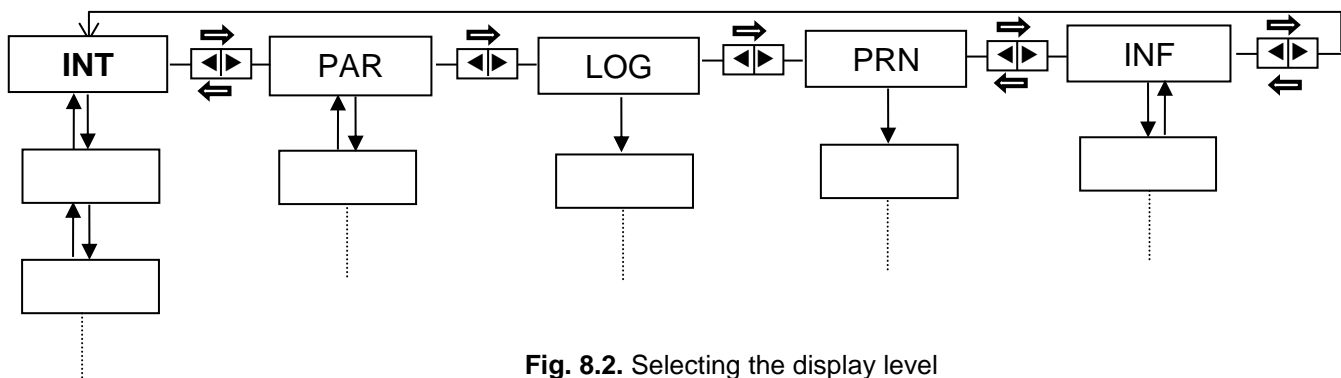 INT PAR LOG PRN INF
Fig. 8.2. Selecting the display level